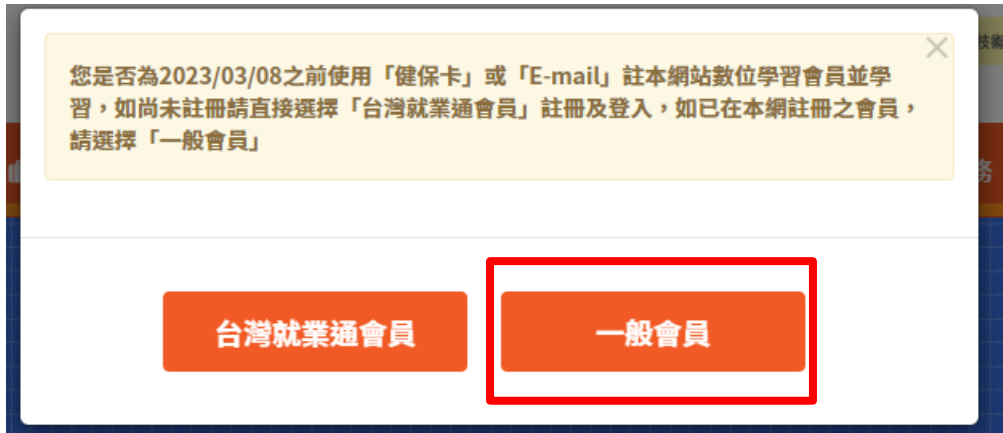 技術
您是否為2023/03/08之前使用「健保卡」或「E-mail」註本網站數位學習會員並學
習，如尚未註冊請直接選擇「台灣就業通會員」註冊及登入，如已在本網註冊之會員，
請選擇「一般會員」
務
台灣就業通會員
一般會員